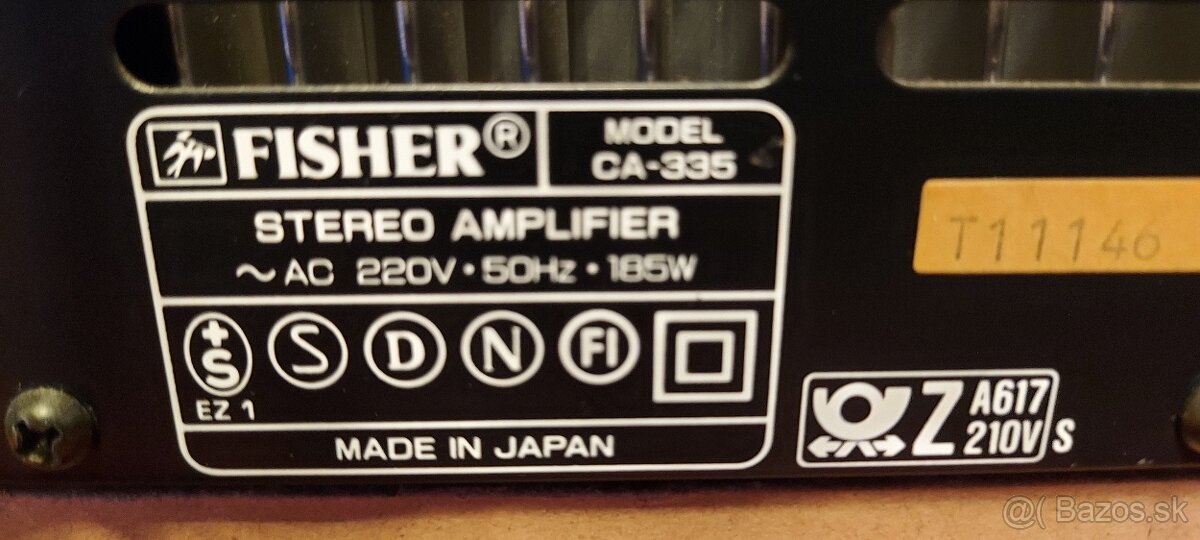 FISHER®
MODEL
CA-335
STEREO AMPLIFIER
~ AC 220V · 50Hz · 185W
+S S D N FI
EZ 1
MADE IN JAPAN
T11146
Z A617
210V S
@( Bazos.sk